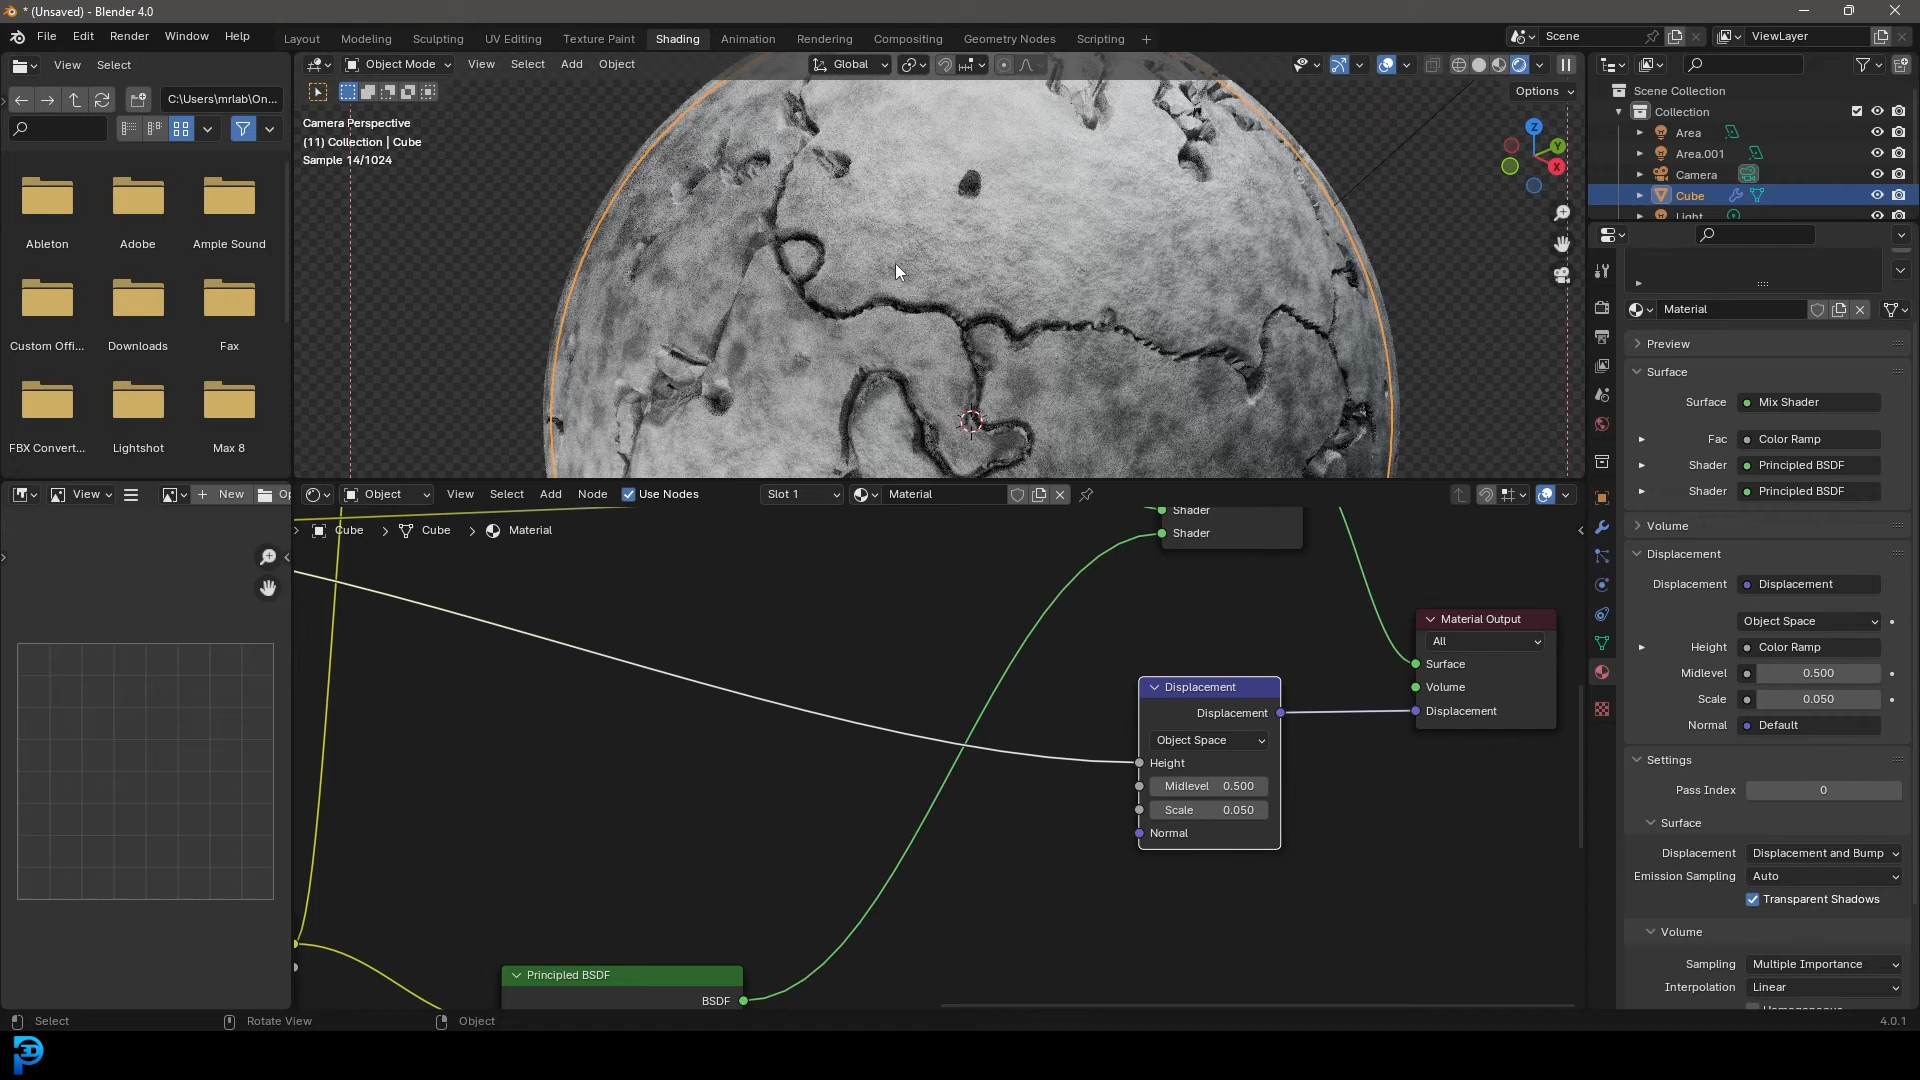 * (Unsaved) - Blender 4.0
File Edit Render Window Help
Layout Modeling Sculpting UV Editing Texture Paint Shading Animation Rendering Compositing Geometry Nodes Scripting +
Scene
ViewLayer
View Select
C:\Users\mrlab\On...
Ableton Adobe Ample Sound
Custom Offi... Downloads Fax
FBX Convert... Lightshot Max 8
Object Mode View Select Add Object
Global
Options
Camera Perspective
(11) Collection | Cube
Sample 14/1024
Z
Y
X
Scene Collection
Collection
Area
Area.001
Camera
Cube
Light
View
New
Op
Object View Select Add Node Use Nodes
Slot 1
Material
Cube > Cube > Material
Shader
Shader
Displacement
Displacement
Object Space
Height
Midlevel 0.500
Scale 0.050
Normal
Material Output
All
Surface
Volume
Displacement
Principled BSDF
BSDF
Material
Preview
Surface
Surface Mix Shader
Fac Color Ramp
Shader Principled BSDF
Shader Principled BSDF
Volume
Displacement
Displacement Displacement
Object Space
Height Color Ramp
Midlevel 0.500
Scale 0.050
Normal Default
Settings
Pass Index 0
Surface
Displacement Displacement and Bump
Emission Sampling Auto
Transparent Shadows
Volume
Sampling Multiple Importance
Interpolation Linear
Select Rotate View Object
4.0.1